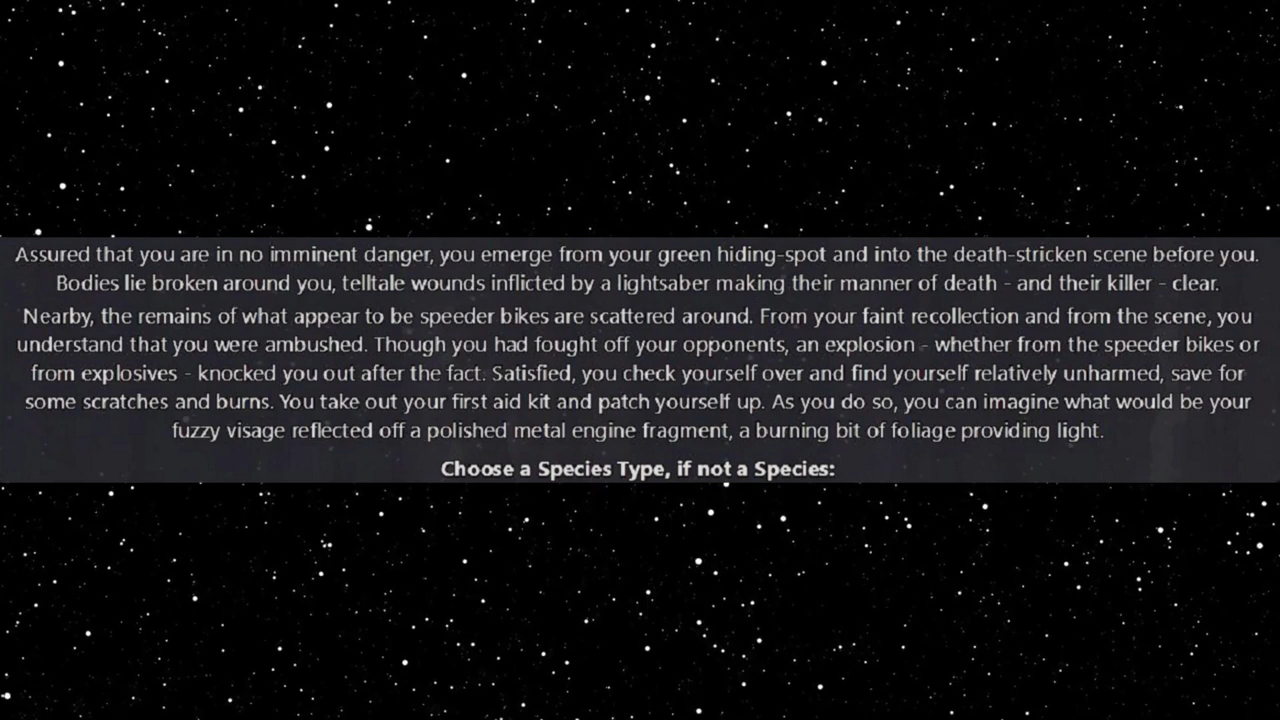 Assured that you are in no imminent danger, you emerge from your green hiding-spot and into the death-stricken scene before you.
Bodies lie broken around you, telltale wounds inflicted by a lightsaber making their manner of death - and their killer - clear.
Nearby, the remains of what appear to be speeder bikes are scattered around. From your faint recollection and from the scene, you
understand that you were ambushed. Though you had fought off your opponents, an explosion - whether from the speeder bikes or
from explosives - knocked you out after the fact. Satisfied, you check yourself over and find yourself relatively unharmed, save for
some scratches and burns. You take out your first aid kit and patch yourself up. As you do so, you can imagine what would be your
fuzzy visage reflected off a polished metal engine fragment, a burning bit of foliage providing light.
Choose a Species Type, if not a Species: